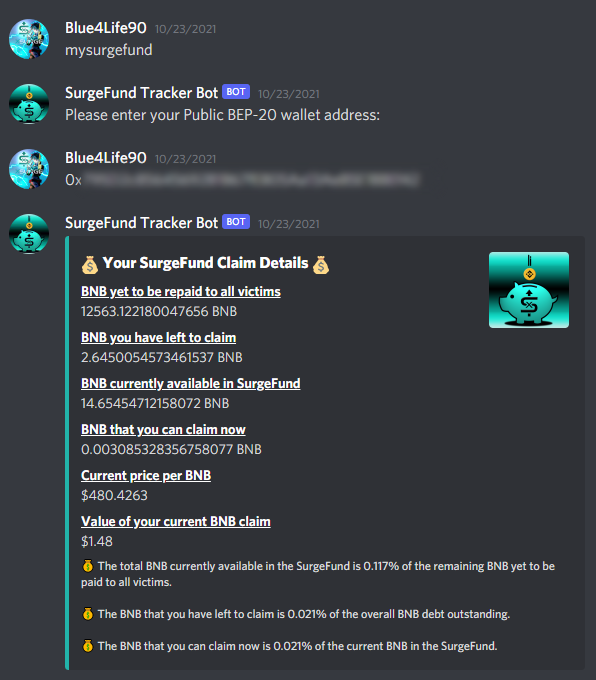 Blue4Life90 10/23/2021
mysurgefund
SurgeFund Tracker Bot BOT 10/23/2021
Please enter your Public BEP-20 wallet address:
Blue4Life90 10/23/2021
0x
SurgeFund Tracker Bot BOT 10/23/2021
Your SurgeFund Claim Details
BNB yet to be repaid to all victims
12563.122180047656 BNB
BNB you have left to claim
2.6450054573461537 BNB
BNB currently available in SurgeFund
14.65454712158072 BNB
BNB that you can claim now
0.003085328356758077 BNB
Current price per BNB
$480.4263
Value of your current BNB claim
$1.48
The total BNB currently available in the SurgeFund is 0.117% of the remaining BNB yet to be
paid to all victims.
The BNB that you have left to claim is 0.021% of the overall BNB debt outstanding.
The BNB that you can claim now is 0.021% of the current BNB in the SurgeFund.